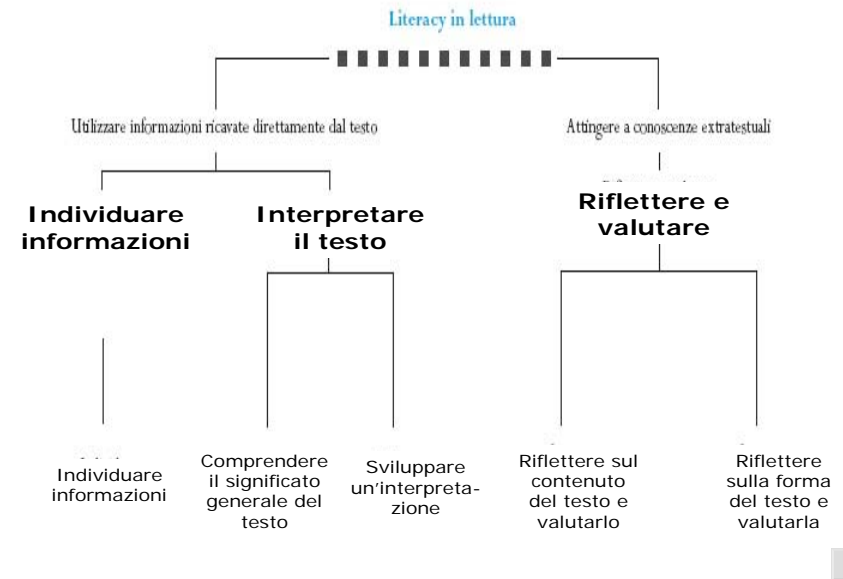 Literacy in lettura
Utilizzare informazioni ricavate direttamente dal testo
Attingere a conoscenze extratestuali
Individuare
informazioni
Interpretare
il testo
Riflettere e
valutare
Individuare
informazioni
Comprendere
il significato
generale del
testo
Sviluppare
un'interpreta-
zione
Riflettere sul
contenuto
del testo e
valutarlo
Riflettere
sulla forma
del testo e
valutarla